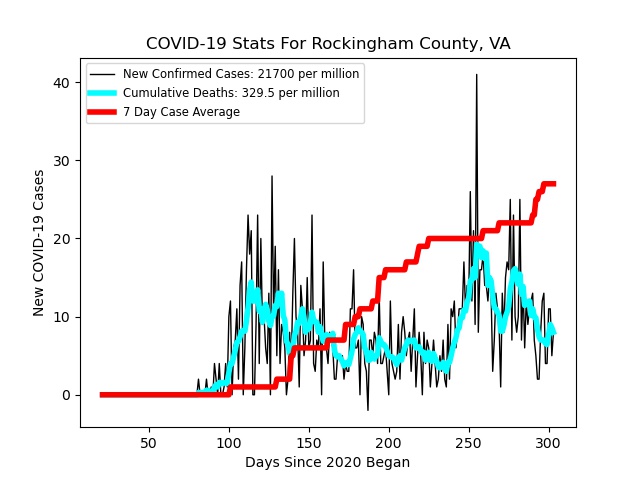 COVID-19 Stats For Rockingham County, VA
New Confirmed Cases: 21700 per million
Cumulative Deaths: 329.5 per million
7 Day Case Average
New COVID-19 Cases
40
30
20
10
0
50 100 150 200 250 300
Days Since 2020 Began